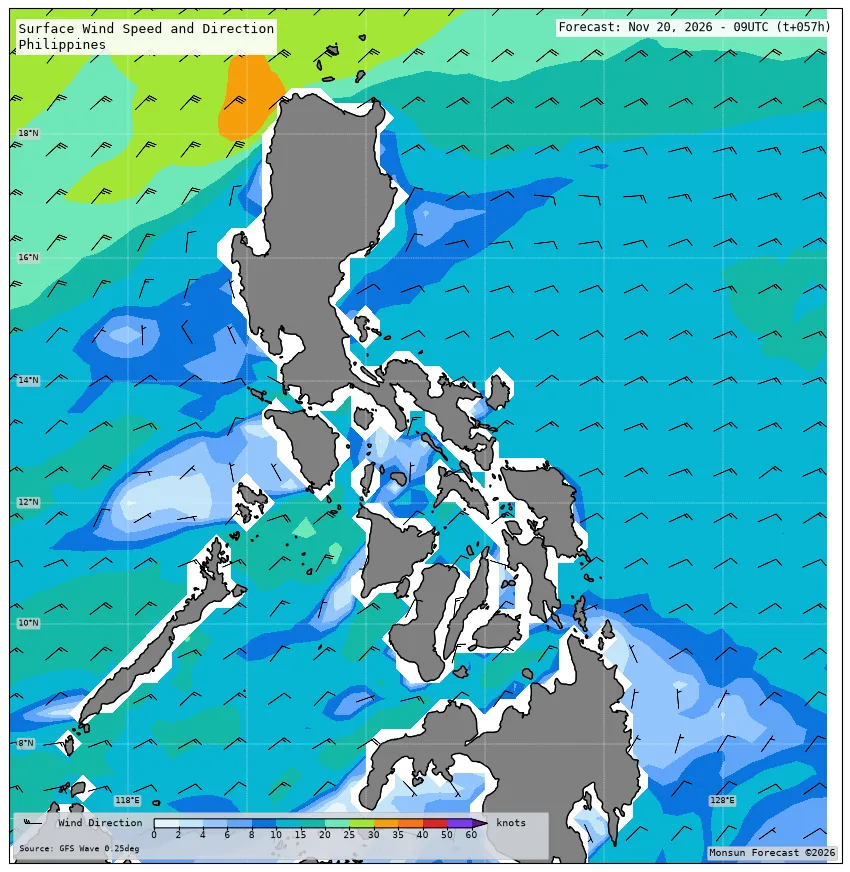 Surface Wind Speed and Direction
Philippines
Forecast: Nov 20, 2026 - 09UTC (t+057h)
18°N
16°N
14°N
12°N
10°N
8°N
118°E
128°E
Wind Direction
0 2 4 6 8 10 15 20 25 30 35 40 50 60
knots
Source: GFS Wave 0.25deg
Monsun Forecast ©2026